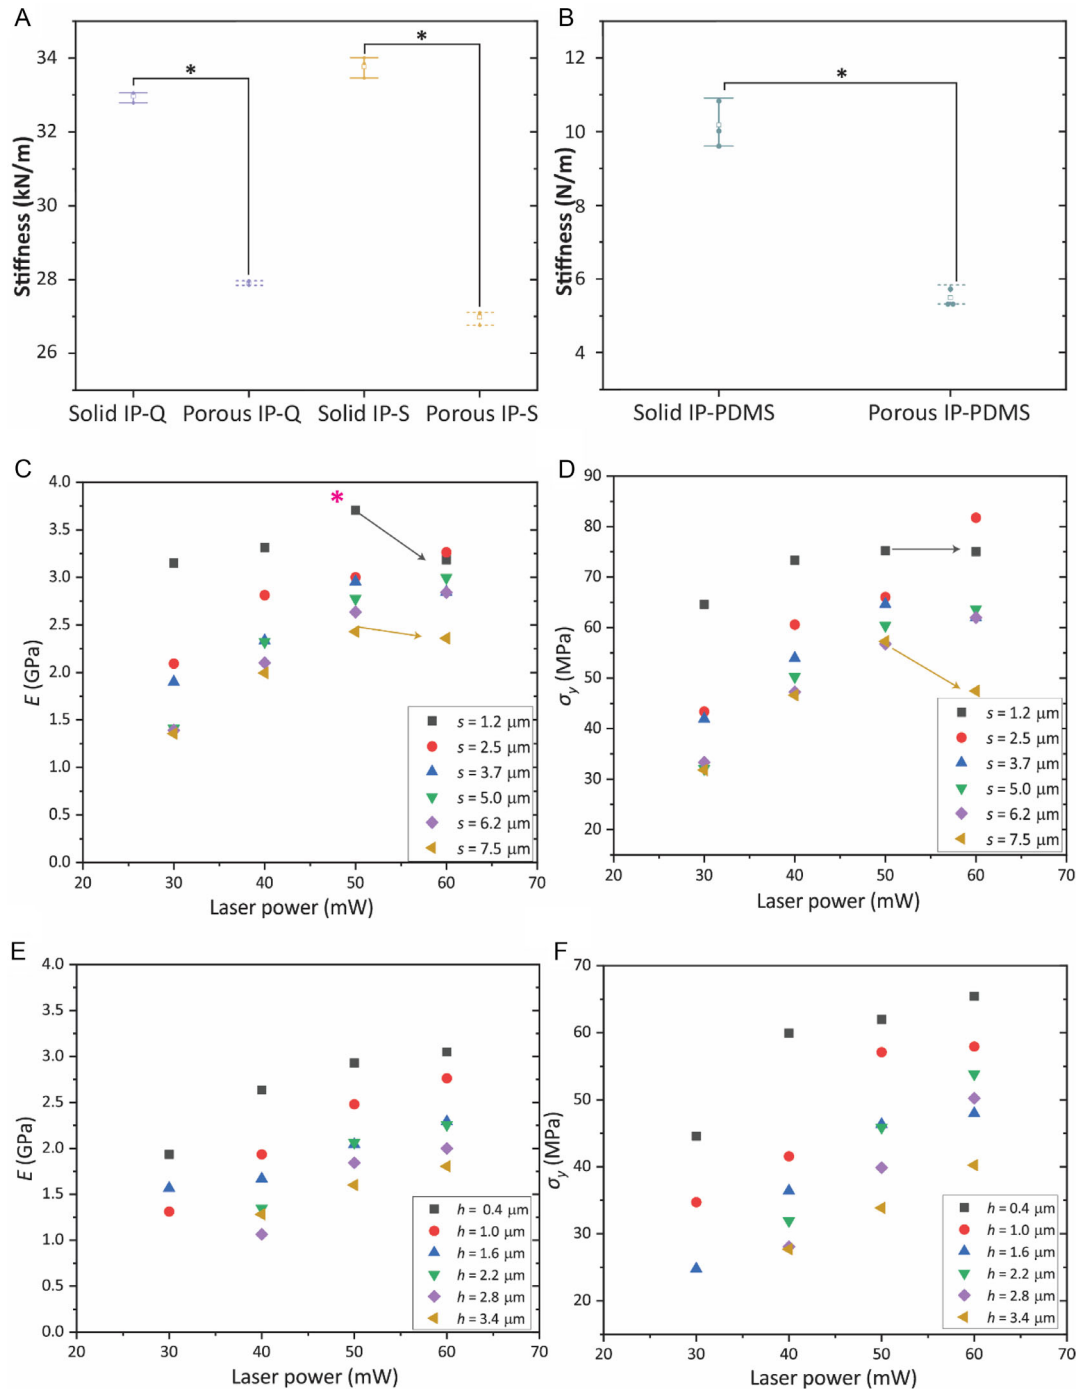 A
Stiffness (kN/m)
34
32
30
28
26
*
*
Solid IP-Q Porous IP-Q Solid IP-S Porous IP-S
B
Stiffness (N/m)
12
10
8
6
4
*
Solid IP-PDMS Porous IP-PDMS
C
E (GPa)
4.0
3.5
3.0
2.5
2.0
1.5
1.0
0.5
0.0
*
s = 1.2 μm
s = 2.5 μm
s = 3.7 μm
s = 5.0 μm
s = 6.2 μm
s = 7.5 μm
20 30 40 50 60 70
Laser power (mW)
D
σy (MPa)
90
80
70
60
50
40
30
20
s = 1.2 μm
s = 2.5 μm
s = 3.7 μm
s = 5.0 μm
s = 6.2 μm
s = 7.5 μm
20 30 40 50 60 70
Laser power (mW)
E
E (GPa)
4.0
3.5
3.0
2.5
2.0
1.5
1.0
0.5
0.0
h = 0.4 μm
h = 1.0 μm
h = 1.6 μm
h = 2.2 μm
h = 2.8 μm
h = 3.4 μm
20 30 40 50 60 70
Laser power (mW)
F
σy (MPa)
70
60
50
40
30
20
h = 0.4 μm
h = 1.0 μm
h = 1.6 μm
h = 2.2 μm
h = 2.8 μm
h = 3.4 μm
20 30 40 50 60 70
Laser power (mW)